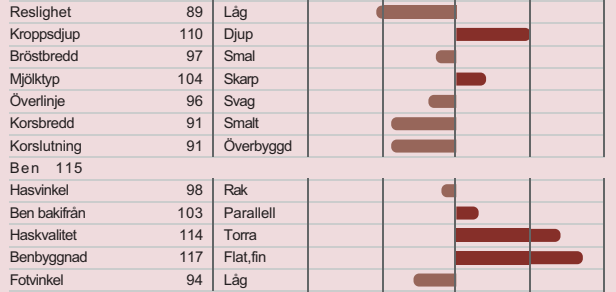 Reslighet 89 Låg
Kroppsdjup 110 Djup
Bröstbredd 97 Smal
Mjölktyp 104 Skarp
Överlinje 96 Svag
Korsbredd 91 Smalt
Korslutning 91 Överbyggd
Ben 115
Hasvinkel 98 Rak
Ben bakifrån 103 Parallell
Haskvalitet 114 Torra
Benbyggnad 117 Flat,fin
Fotvinkel 94 Låg